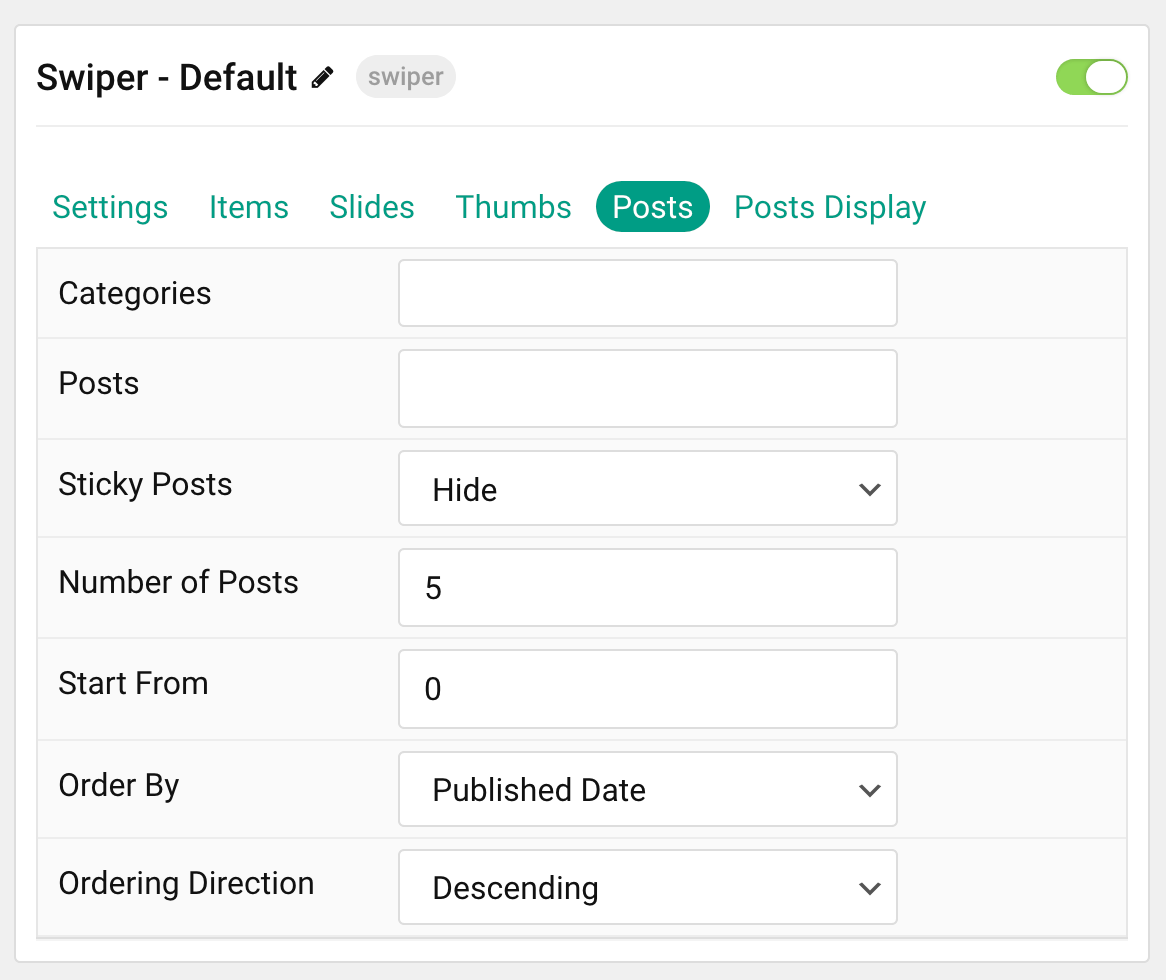 Swiper - Default swiper
Settings Items Slides Thumbs Posts Posts Display
Categories
Posts
Sticky Posts Hide
Number of Posts 5
Start From 0
Order By Published Date
Ordering Direction Descending